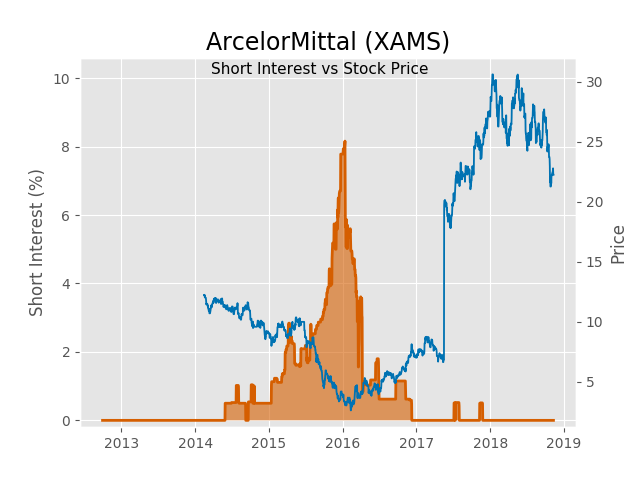 ArcelorMittal (XAMS)
Short Interest vs Stock Price
Short Interest (%)
10
8
6
4
2
0
30
25
20
15
10
5
Price
2013 2014 2015 2016 2017 2018 2019